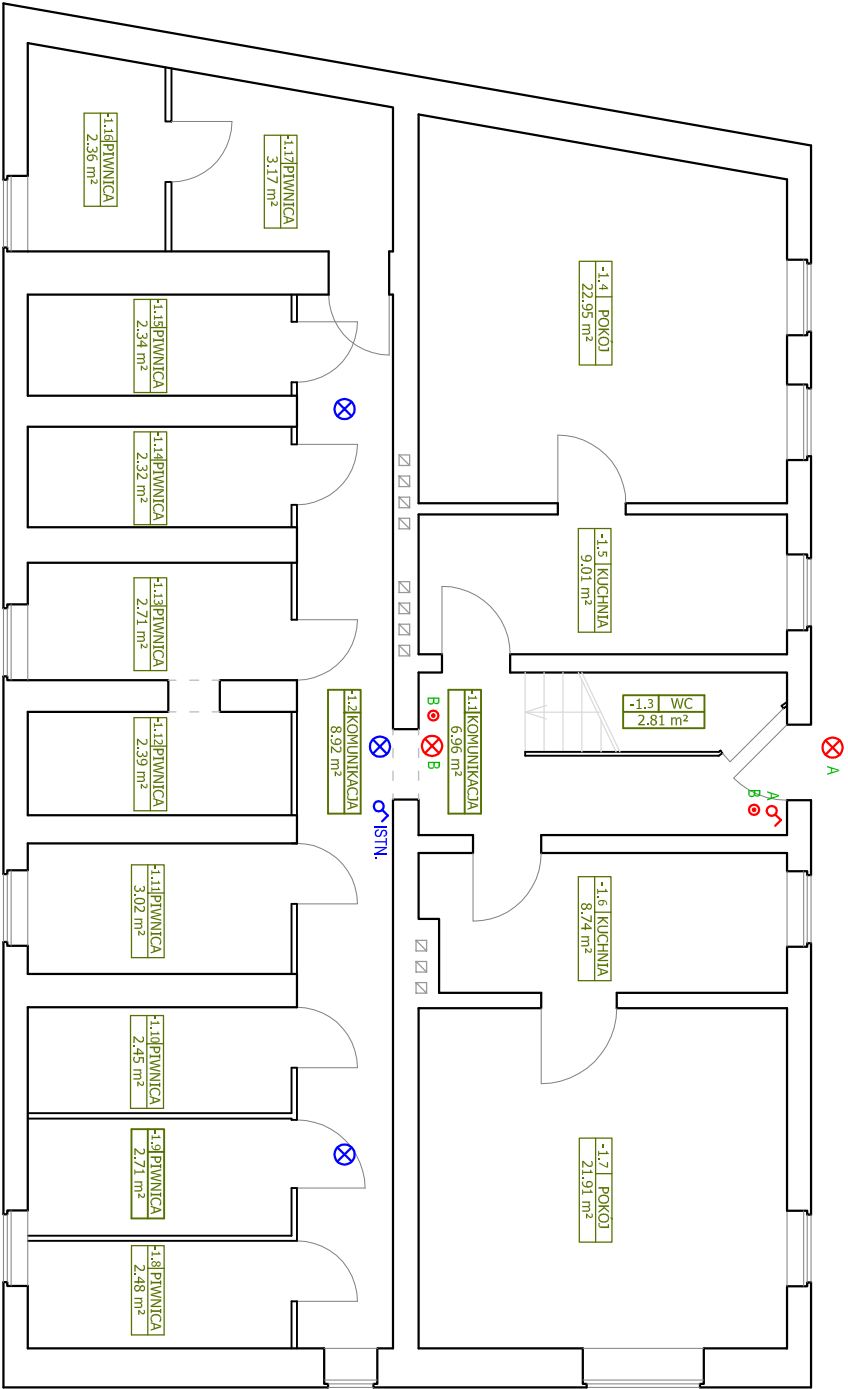 -1.16 PIWNICA
2.36 m²
-1.17 PIWNICA
3.17 m²
-1.4 POKÓJ
22.95 m²
-1.15 PIWNICA
2.34 m²
-1.14 PIWNICA
2.32 m²
-1.5 KUCHNIA
9.01 m²
-1.13 PIWNICA
2.71 m²
-1.3 WC
2.81 m²
-1.2 KOMUNIKACJA
8.92 m²
-1.1 KOMUNIKACJA
6.96 m²
B
B
A
A
B
ISTN.
-1.12 PIWNICA
2.39 m²
-1.11 PIWNICA
3.02 m²
-1.6 KUCHNIA
8.74 m²
-1.10 PIWNICA
2.45 m²
-1.9 PIWNICA
2.71 m²
-1.7 POKÓJ
21.91 m²
-1.8 PIWNICA
2.48 m²